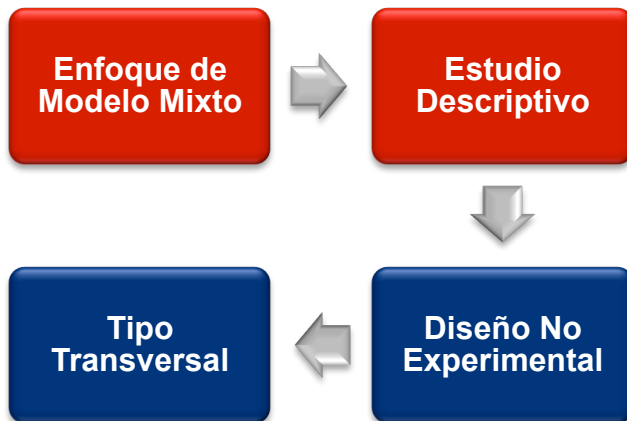 Enfoque de
Modelo Mixto
Estudio
Descriptivo
Diseño No
Experimental
Tipo
Transversal